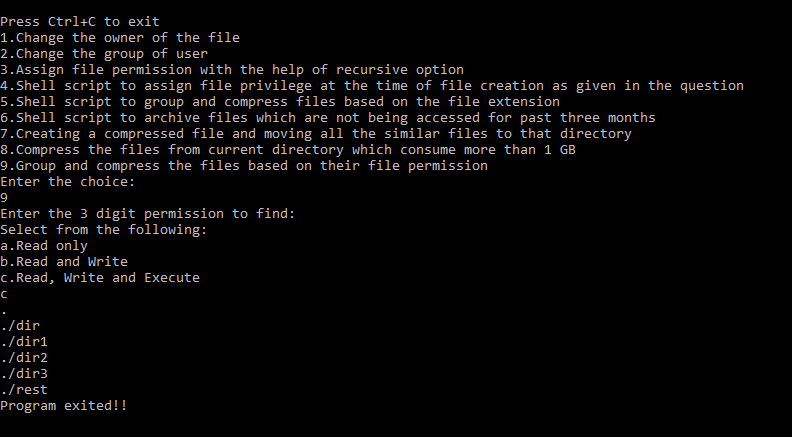 Press Ctrl+C to exit
1.Change the owner of the file
2.Change the group of user
3.Assign file permission with the help of recursive option
4.Shell script to assign file privilege at the time of file creation as given in the question
5.Shell script to group and compress files based on the file extension
6.Shell script to archive files which are not being accessed for past three months
7.Creating a compressed file and moving all the similar files to that directory
8.Compress the files from current directory which consume more than 1 GB
9.Group and compress the files based on their file permission
Enter the choice:
9
Enter the 3 digit permission to find:
Select from the following:
a.Read only
b.Read and Write
c.Read, Write and Execute
c
.
./dir
./dir1
./dir2
./dir3
./rest
Program exited!!